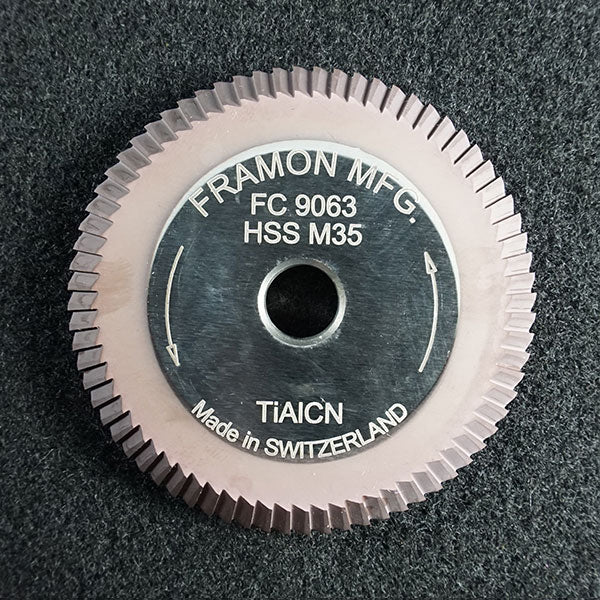 FRAMON MFG.
FC 9063
HSS M35
TiAlCN
Made in SWITZERLAND